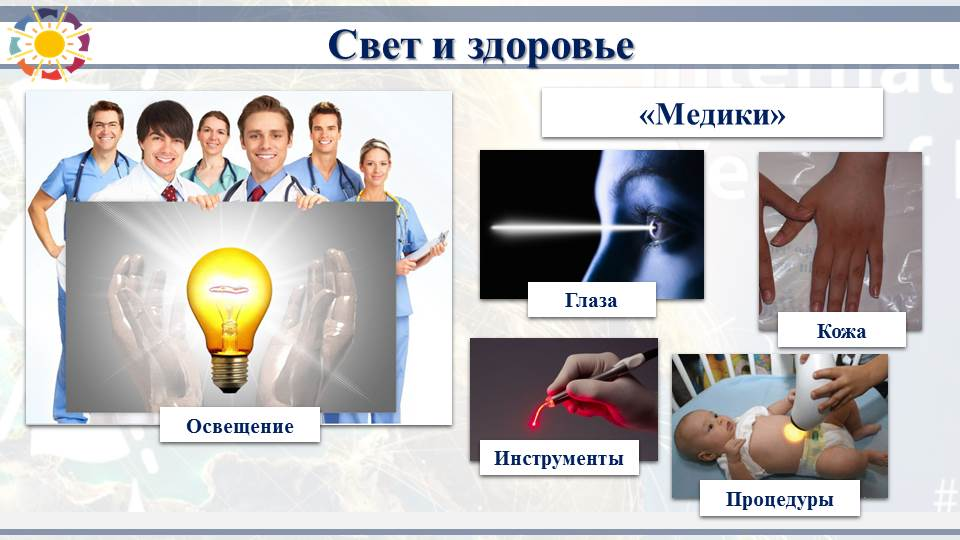 Свет и здоровье
«Медики»
Глаза
Кожа
Освещение
Инструменты
Процедуры
#